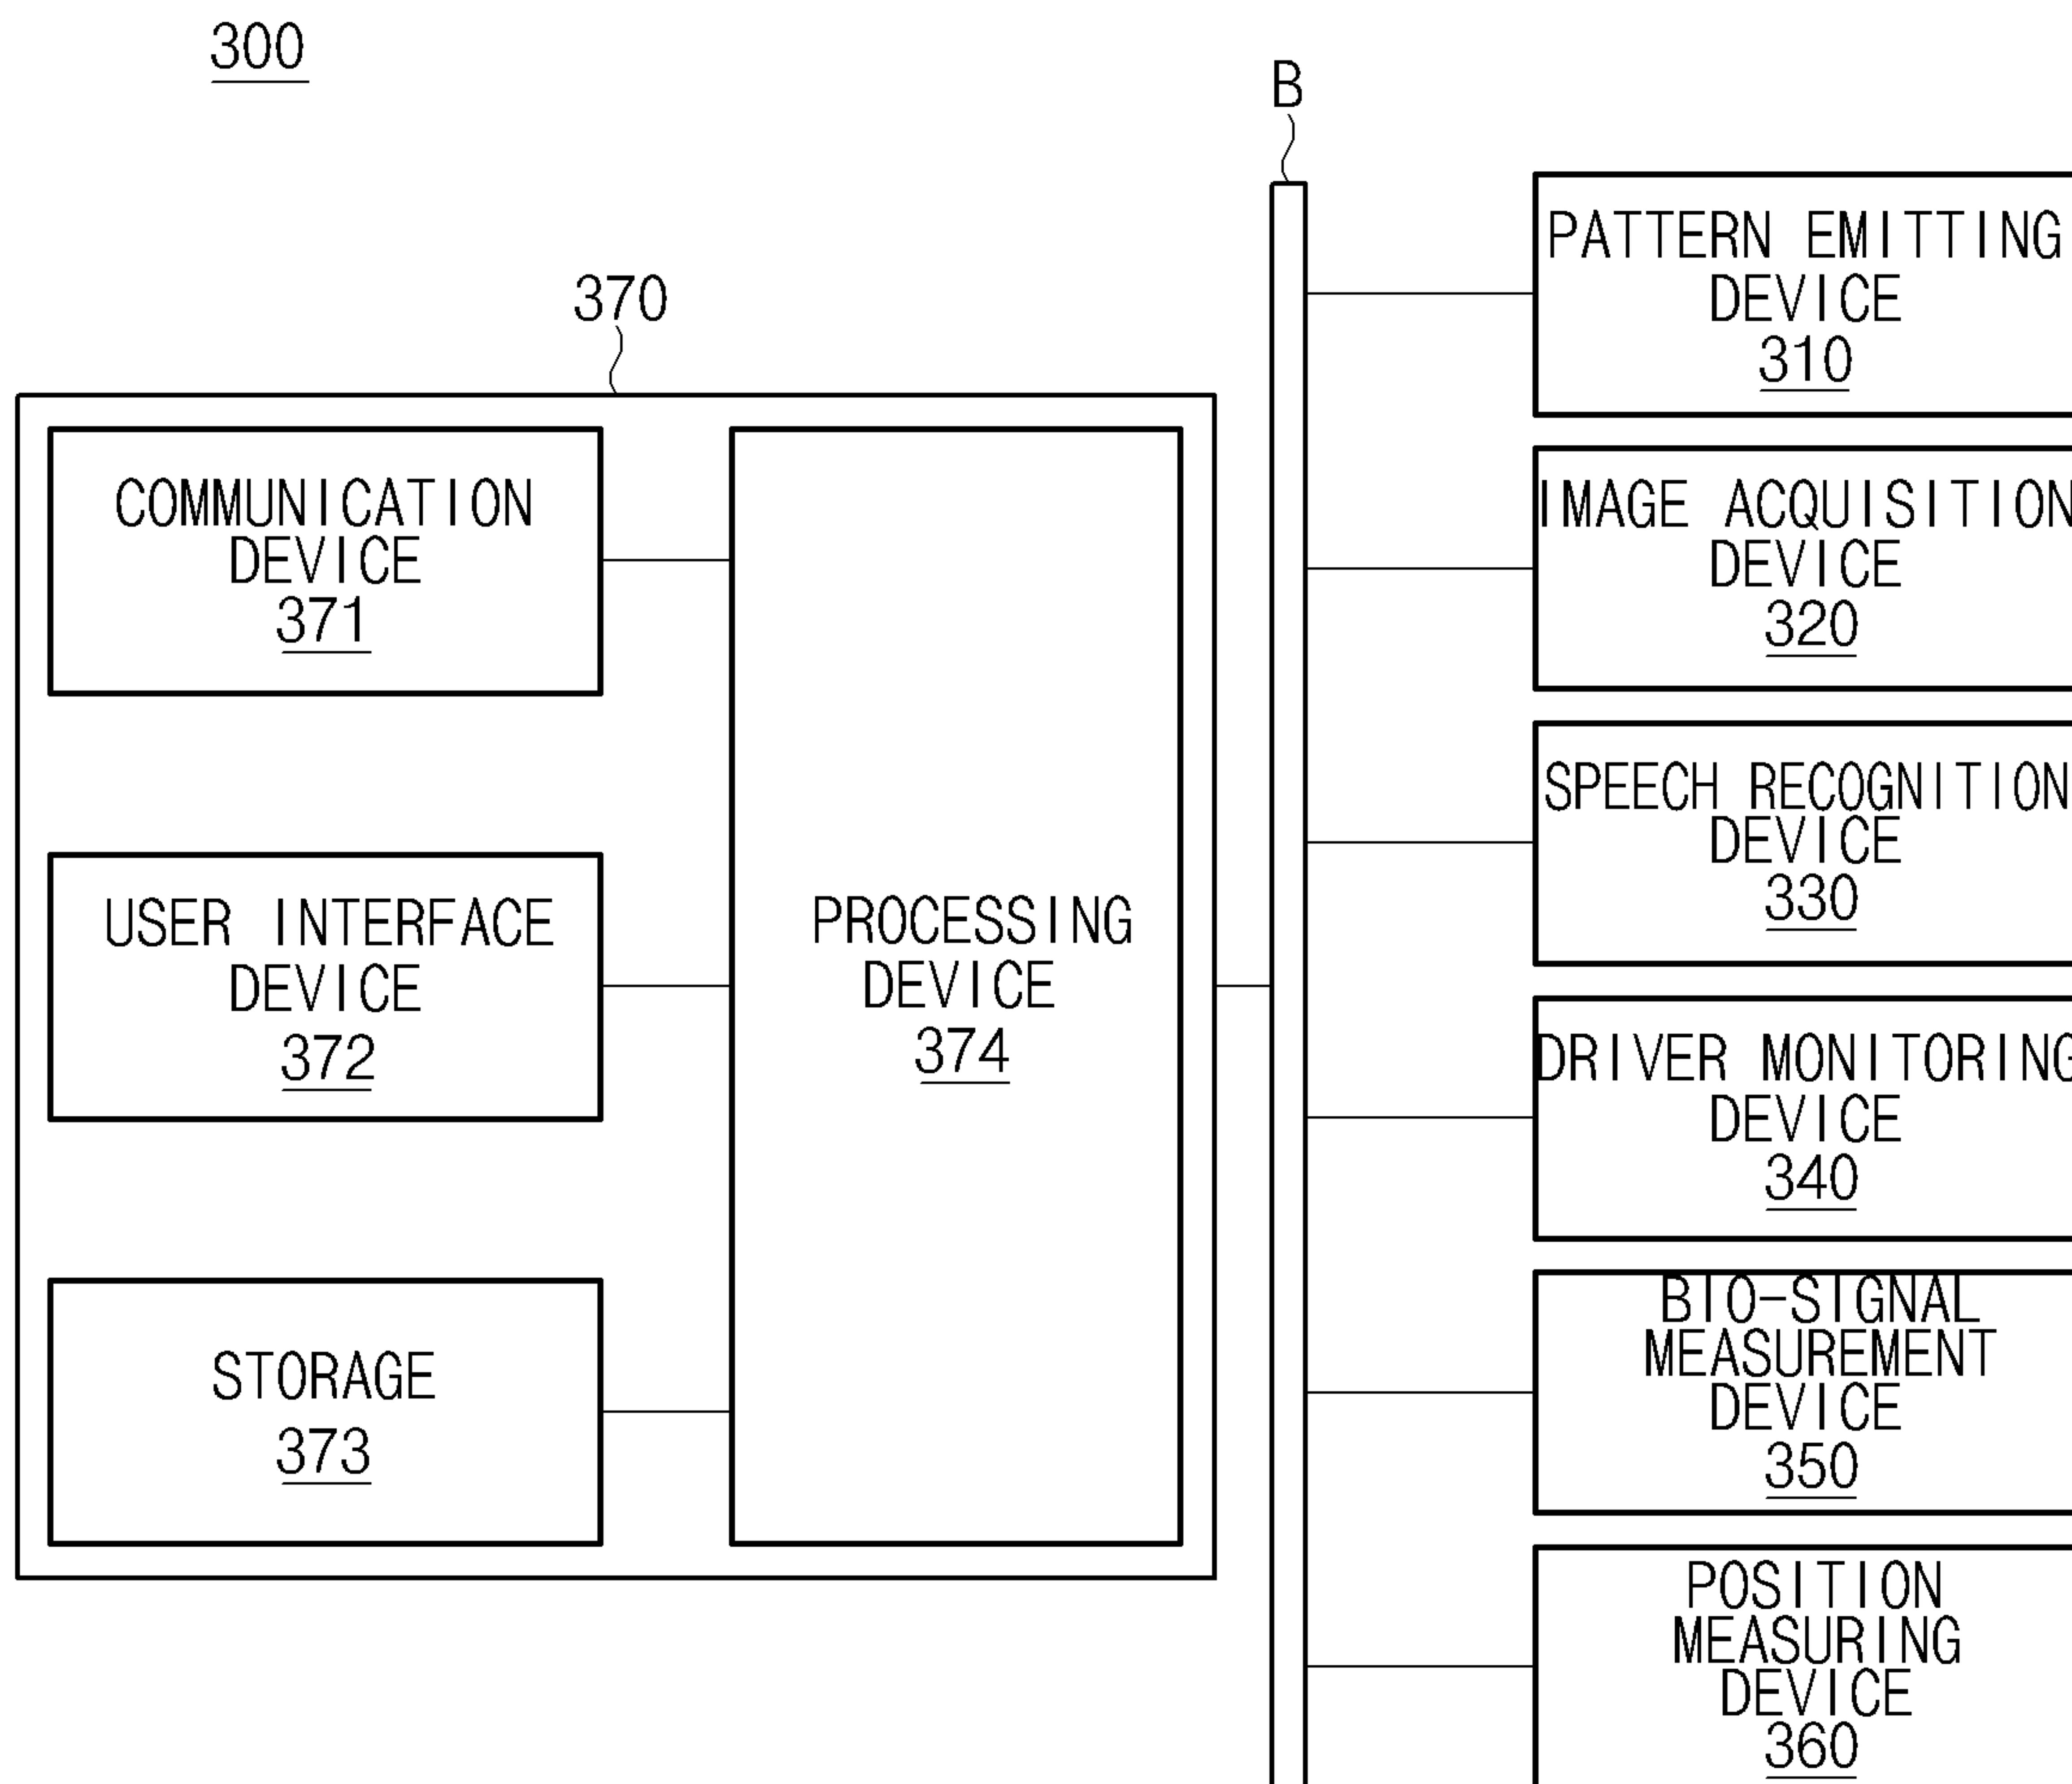 300
B
370
COMMUNICATION
DEVICE
371
USER INTERFACE
DEVICE
372
STORAGE
373
PROCESSING
DEVICE
374
PATTERN EMITTING
DEVICE
310
IMAGE ACQUISITION
DEVICE
320
SPEECH RECOGNITION
DEVICE
330
DRIVER MONITORING
DEVICE
340
BIO-SIGNAL
MEASUREMENT
DEVICE
350
POSITION
MEASURING
DEVICE
360